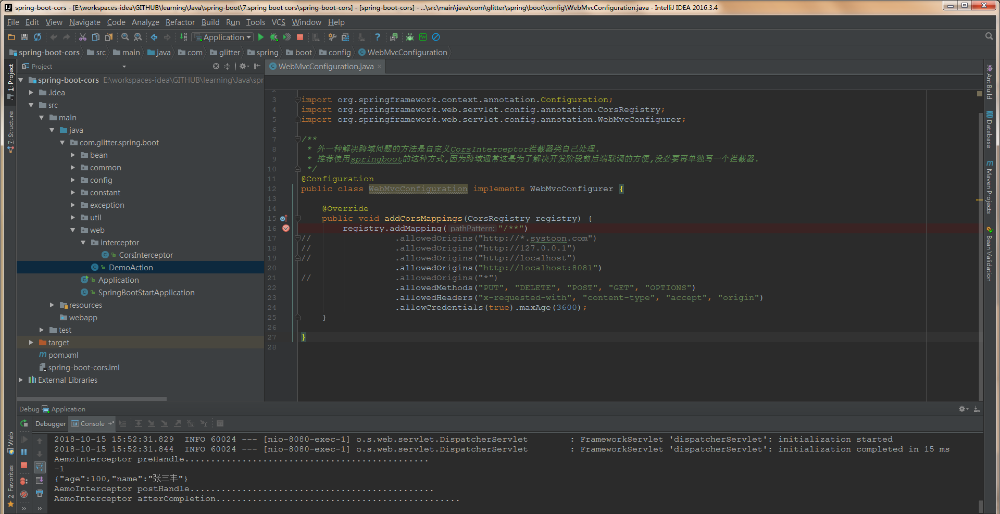 spring-boot-cors - [E:\workspaces-idea\GITHUB\learning\Java\spring-boot\7.spring boot cors\spring-boot-cors] - [spring-boot-cors] - ...\src\main\java\com\glitter\spring\boot\config\WebMvcConfiguration.java - IntelliJ IDEA 2016.3.4
File Edit View Navigate Code Analyze Refactor Build Run Tools VCS Window Help
Application
spring-boot-cors src main java com glitter spring boot config WebMvcConfiguration
Project
WebMvcConfiguration.java
1: Project
7: Structure
Web
2: Favorites
spring-boot-cors E:\workspaces-idea\GITHUB\learning\Java\spr
.idea
src
main
java
com.glitter.spring.boot
bean
common
config
constant
exception
util
web
interceptor
CorsInterceptor
DemoAction
Application
SpringBootStartApplication
resources
webapp
test
target
pom.xml
spring-boot-cors.iml
External Libraries
2
3 import org.springframework.context.annotation.Configuration;
4 import org.springframework.web.servlet.config.annotation.CorsRegistry;
5 import org.springframework.web.servlet.config.annotation.WebMvcConfigurer;
6
7 /**
8 * 外一种解决跨域问题的方法是自定义CorsInterceptor拦截器类自己处理.
9 * 推荐使用springboot的这种方式,因为跨域通常这是为了解决开发阶段前后端联调的方便,没必要再单独写一个拦截器.
10 */
11 @Configuration
12 public class WebMvcConfiguration implements WebMvcConfigurer {
13
14 @Override
15 public void addCorsMappings(CorsRegistry registry) {
16 registry.addMapping( pathPattern: "/**")
17 // .allowedOrigins("http://*.systoon.com")
18 // .allowedOrigins("http://127.0.0.1")
19 // .allowedOrigins("http://localhost")
20 .allowedOrigins("http://localhost:8081")
21 // .allowedOrigins("*")
22 .allowedMethods("PUT", "DELETE", "POST", "GET", "OPTIONS")
23 .allowedHeaders("x-requested-with", "content-type", "accept", "origin")
24 .allowCredentials(true).maxAge(3600);
25 }
26
27 }
28
Ant Build
Database
Maven Projects
Bean Validation
Debug Application
Debugger Console
2018-10-15 15:52:31.829 INFO 60024 --- [nio-8080-exec-1] o.s.web.servlet.DispatcherServlet : FrameworkServlet 'dispatcherServlet': initialization started
2018-10-15 15:52:31.844 INFO 60024 --- [nio-8080-exec-1] o.s.web.servlet.DispatcherServlet : FrameworkServlet 'dispatcherServlet': initialization completed in 15 ms
AemoInterceptor preHandle...............................................
-1
{"age":100,"name":"张三丰"}
AemoInterceptor postHandle...............................................
AemoInterceptor afterCompletion...............................................